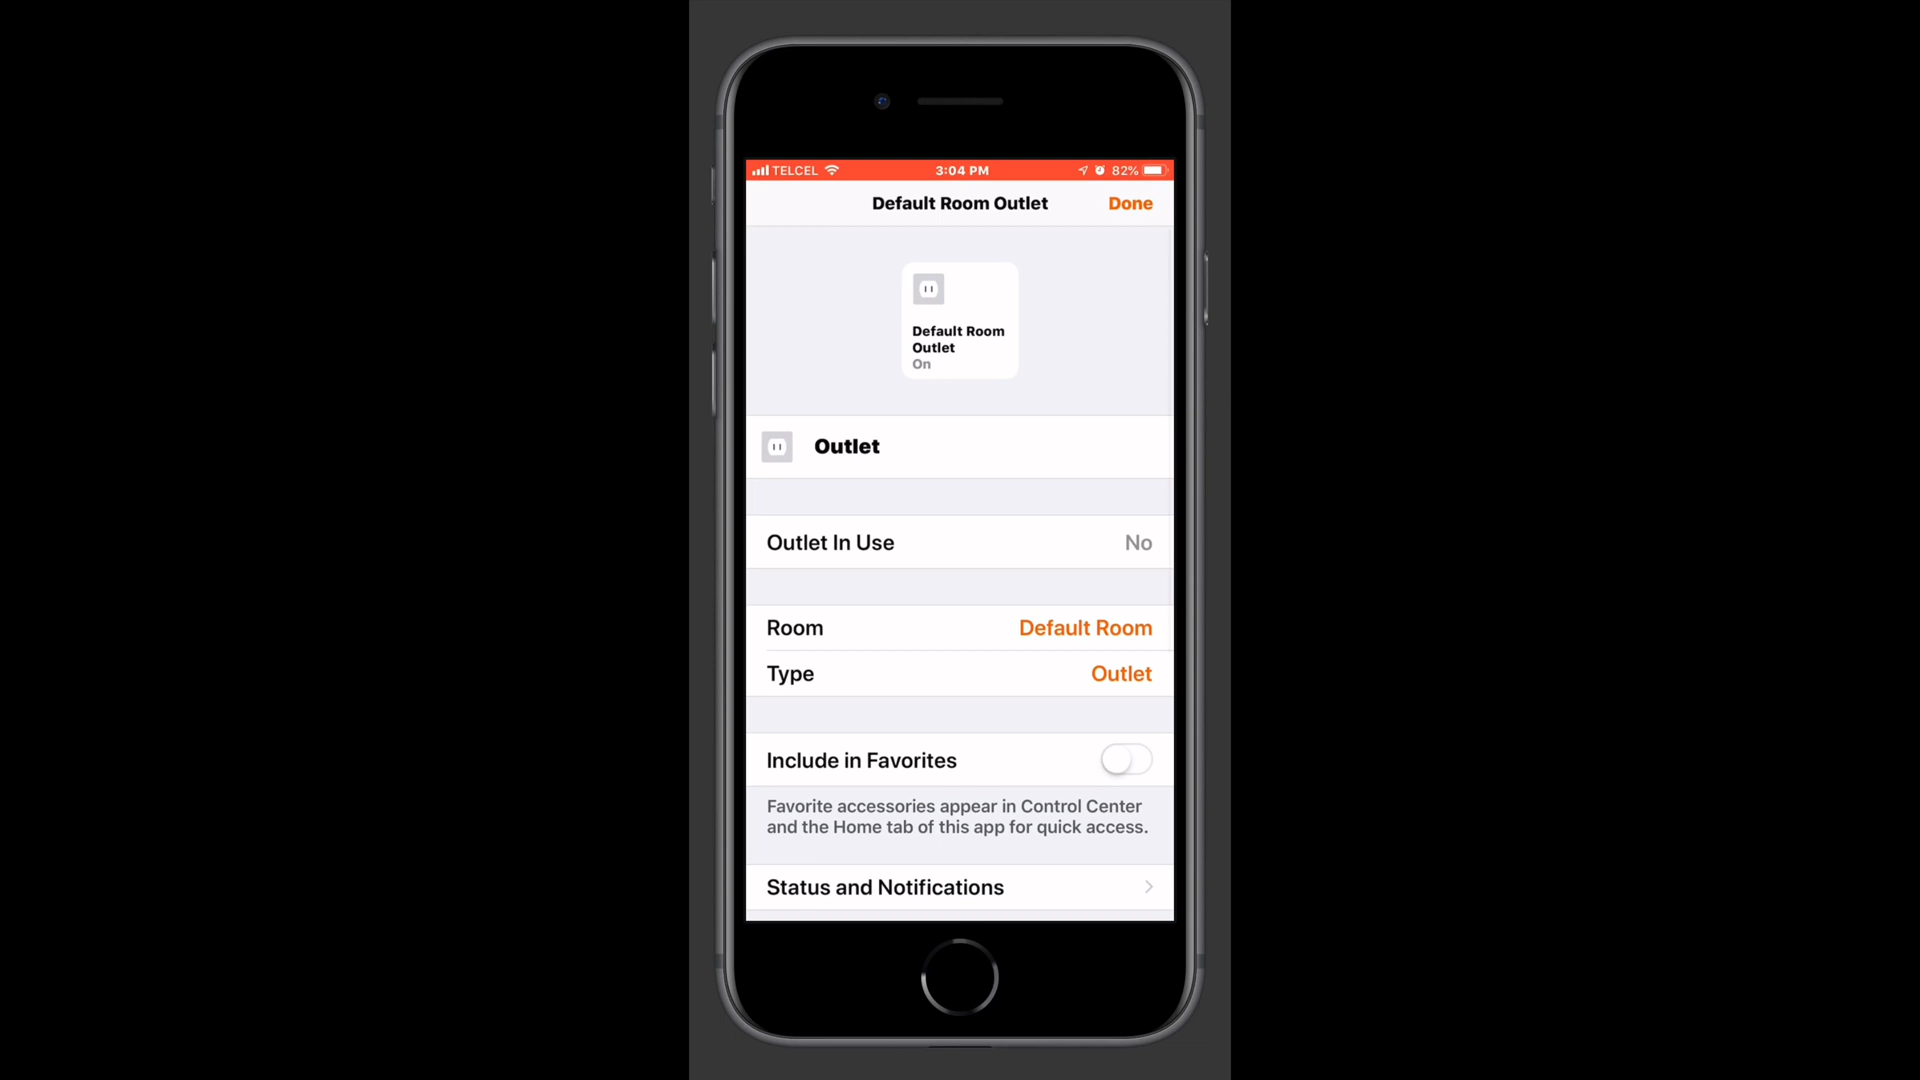 TELCEL 3:04 PM 82%
Default Room Outlet Done
Default Room
Outlet
On
Outlet
Outlet In Use No
Room Default Room
Type Outlet
Include in Favorites
Favorite accessories appear in Control Center
and the Home tab of this app for quick access.
Status and Notifications